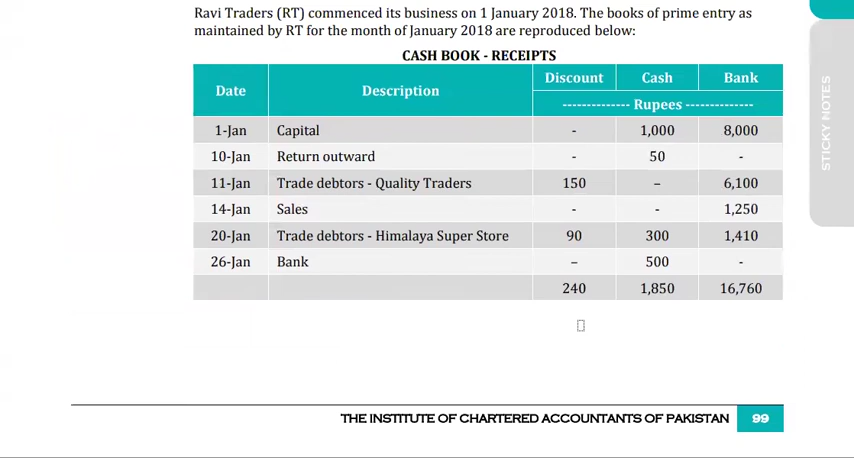 Ravi Traders (RT) commenced its business on 1 January 2018. The books of prime entry as
maintained by RT for the month of January 2018 are reproduced below:
CASH BOOK - RECEIPTS
Date Description Discount Cash Bank
-------------- Rupees --------------
1-Jan Capital - 1,000 8,000
10-Jan Return outward - 50 -
11-Jan Trade debtors - Quality Traders 150 – 6,100
14-Jan Sales - - 1,250
20-Jan Trade debtors - Himalaya Super Store 90 300 1,410
26-Jan Bank – 500 -
240 1,850 16,760
STICKY NOTES
THE INSTITUTE OF CHARTERED ACCOUNTANTS OF PAKISTAN 99